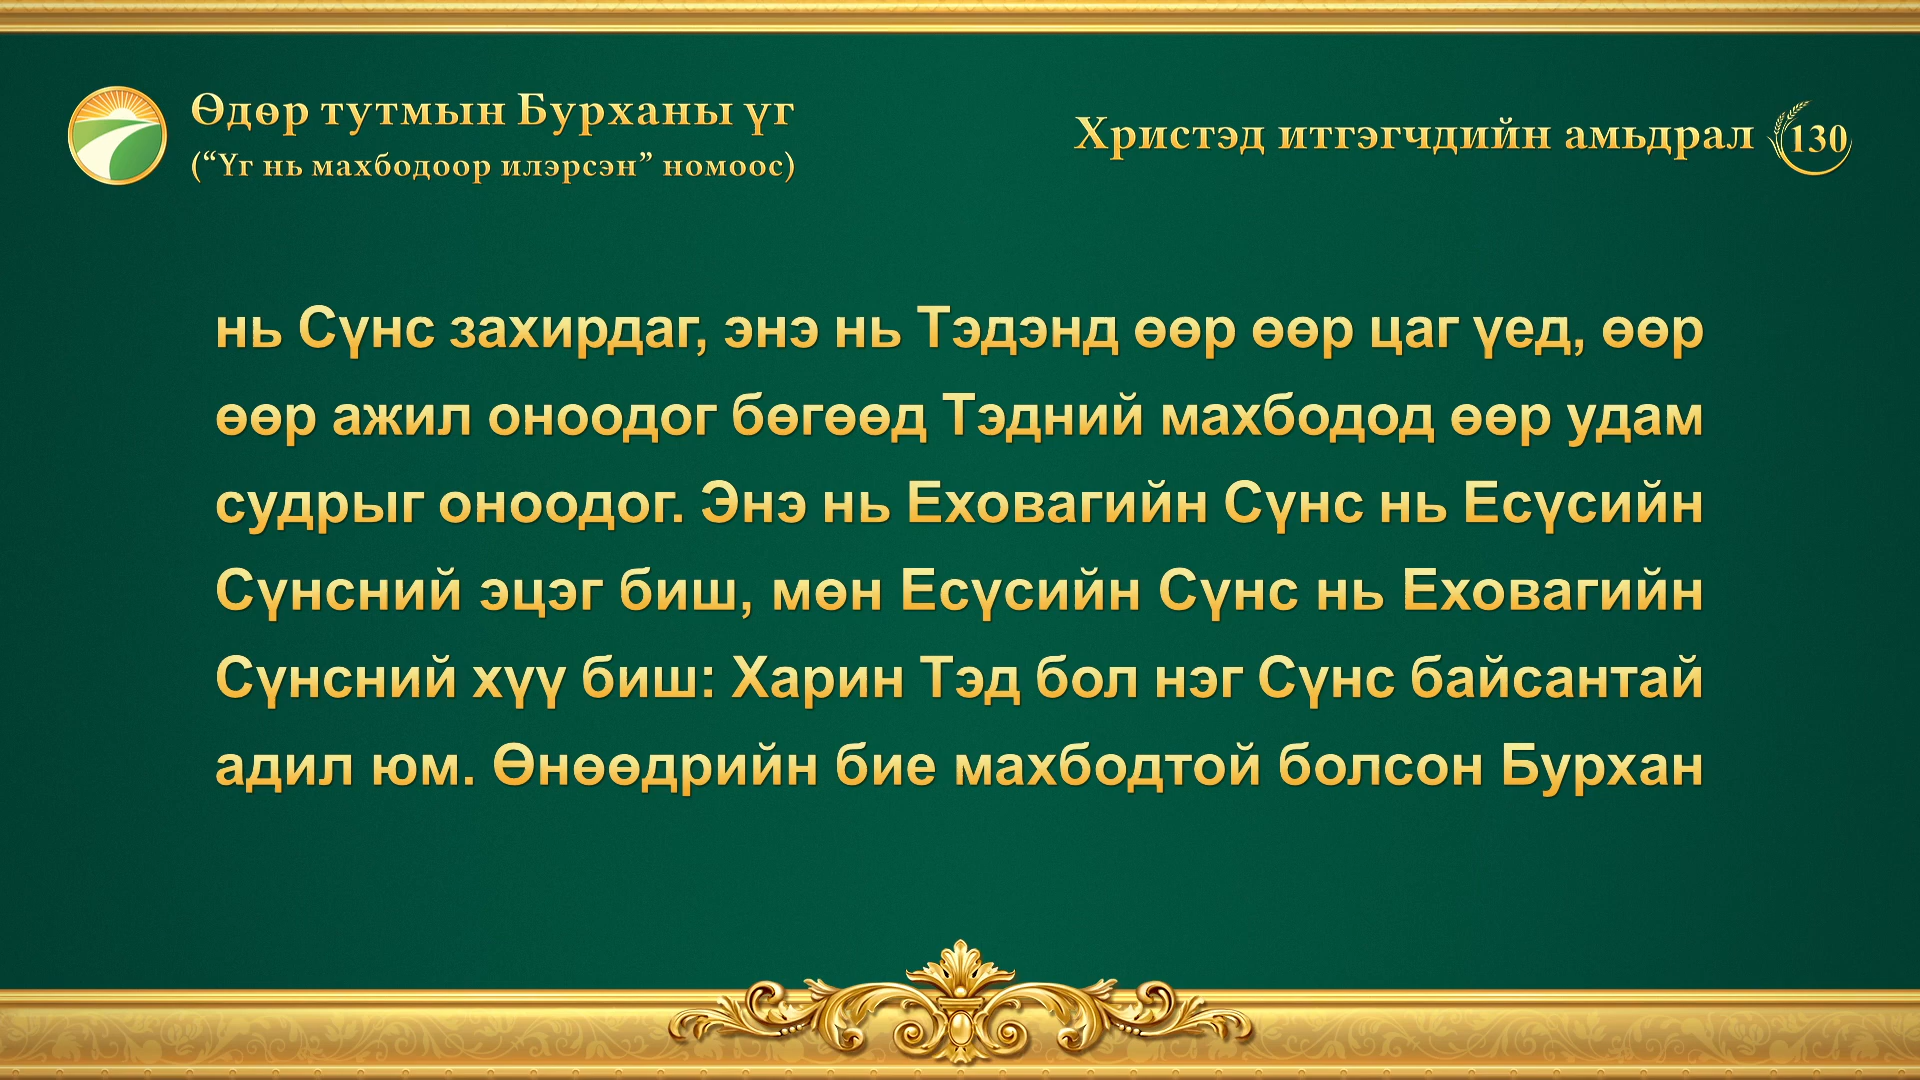 Өдөр тутмын Бурханы үг
(“Үг нь махбодоор илэрсэн” номоос)
Христэд итгэгчдийн амьдрал 130
нь Сүнс захирдаг, энэ нь Тэдэнд өөр өөр цаг үед, өөр
өөр ажил оноодог бөгөөд Тэдний махбодод өөр удам
судрыг оноодог. Энэ нь Еховагийн Сүнс нь Есүсийн
Сүнсний эцэг биш, мөн Есүсийн Сүнс нь Еховагийн
Сүнсний хүү биш: Харин Тэд бол нэг Сүнс байсантай
адил юм. Өнөөдрийн бие махбодтой болсон Бурхан